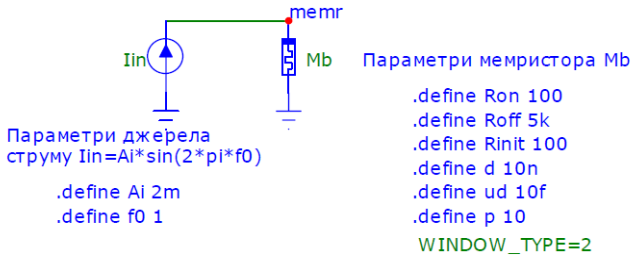 memr
Iin
Mb
Параметри мемристора Mb
.define Ron 100
.define Roff 5k
.define Rinit 100
.define d 10n
.define ud 10f
.define p 10
WINDOW_TYPE=2
Параметри джерела
струму Iin=Ai*sin(2*pi*f0)
.define Ai 2m
.define f0 1